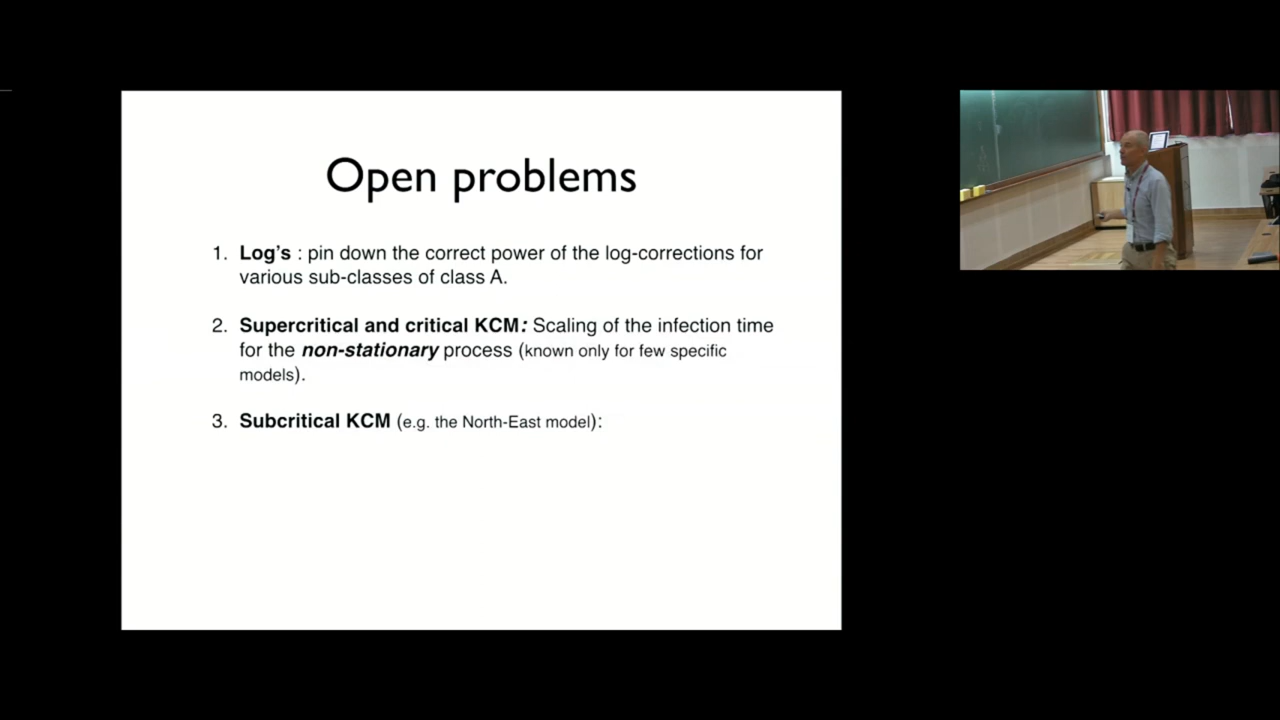 Open problems
1. Log's : pin down the correct power of the log-corrections for
various sub-classes of class A.
2. Supercritical and critical KCM: Scaling of the infection time
for the non-stationary process (known only for few specific
models).
3. Subcritical KCM (e.g. the North-East model):